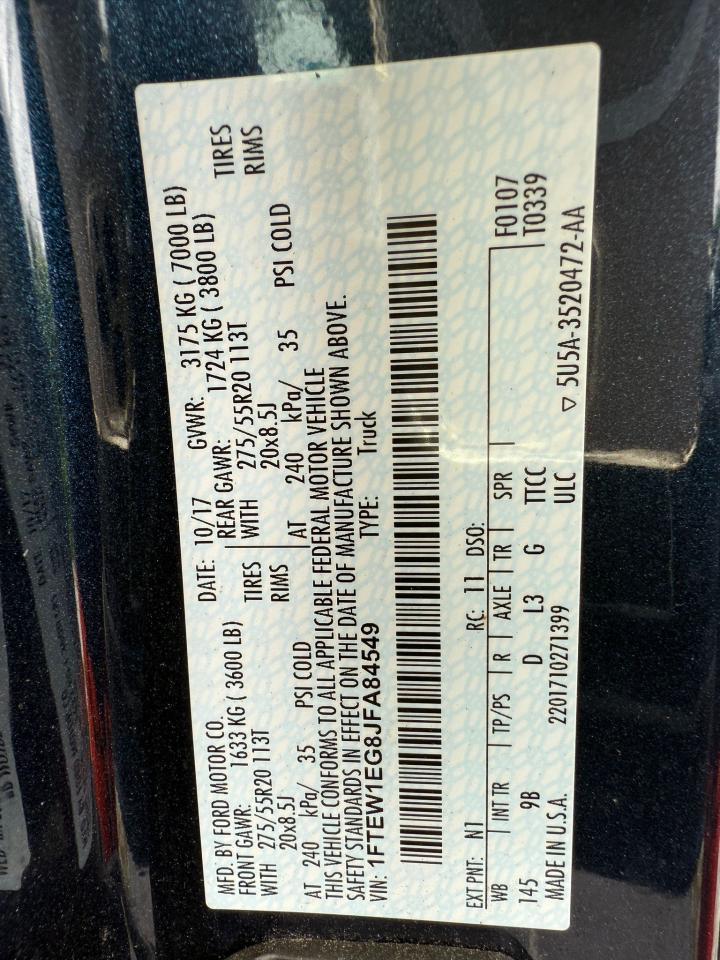 MFD. BY FORD MOTOR CO.
DATE: 10/17 GVWR: 3175 KG ( 7000 LB)
FRONT GAWR: 1633 KG ( 3600 LB)
REAR GAWR: 1724 KG ( 3800 LB)
WITH 275/55R20 113T TIRES
WITH 275/55R20 113T TIRES
20x8.5J RIMS
20x8.5J RIMS
AT 240 kPa/ 35 PSI COLD
AT 240 kPa/ 35 PSI COLD
THIS VEHICLE CONFORMS TO ALL APPLICABLE FEDERAL MOTOR VEHICLE
SAFETY STANDARDS IN EFFECT ON THE DATE OF MANUFACTURE SHOWN ABOVE.
VIN: 1FTEW1EG8JFA84549 TYPE: Truck
EXT PNT: N1 RC: 11 DSO:
WB INT TR TP/PS R AXLE TR SPR F0107
145 9B D L3 G TTCC T0339
MADE IN U.S.A. 2201710271399 ULC
▽ 5U5A-3520472-AA